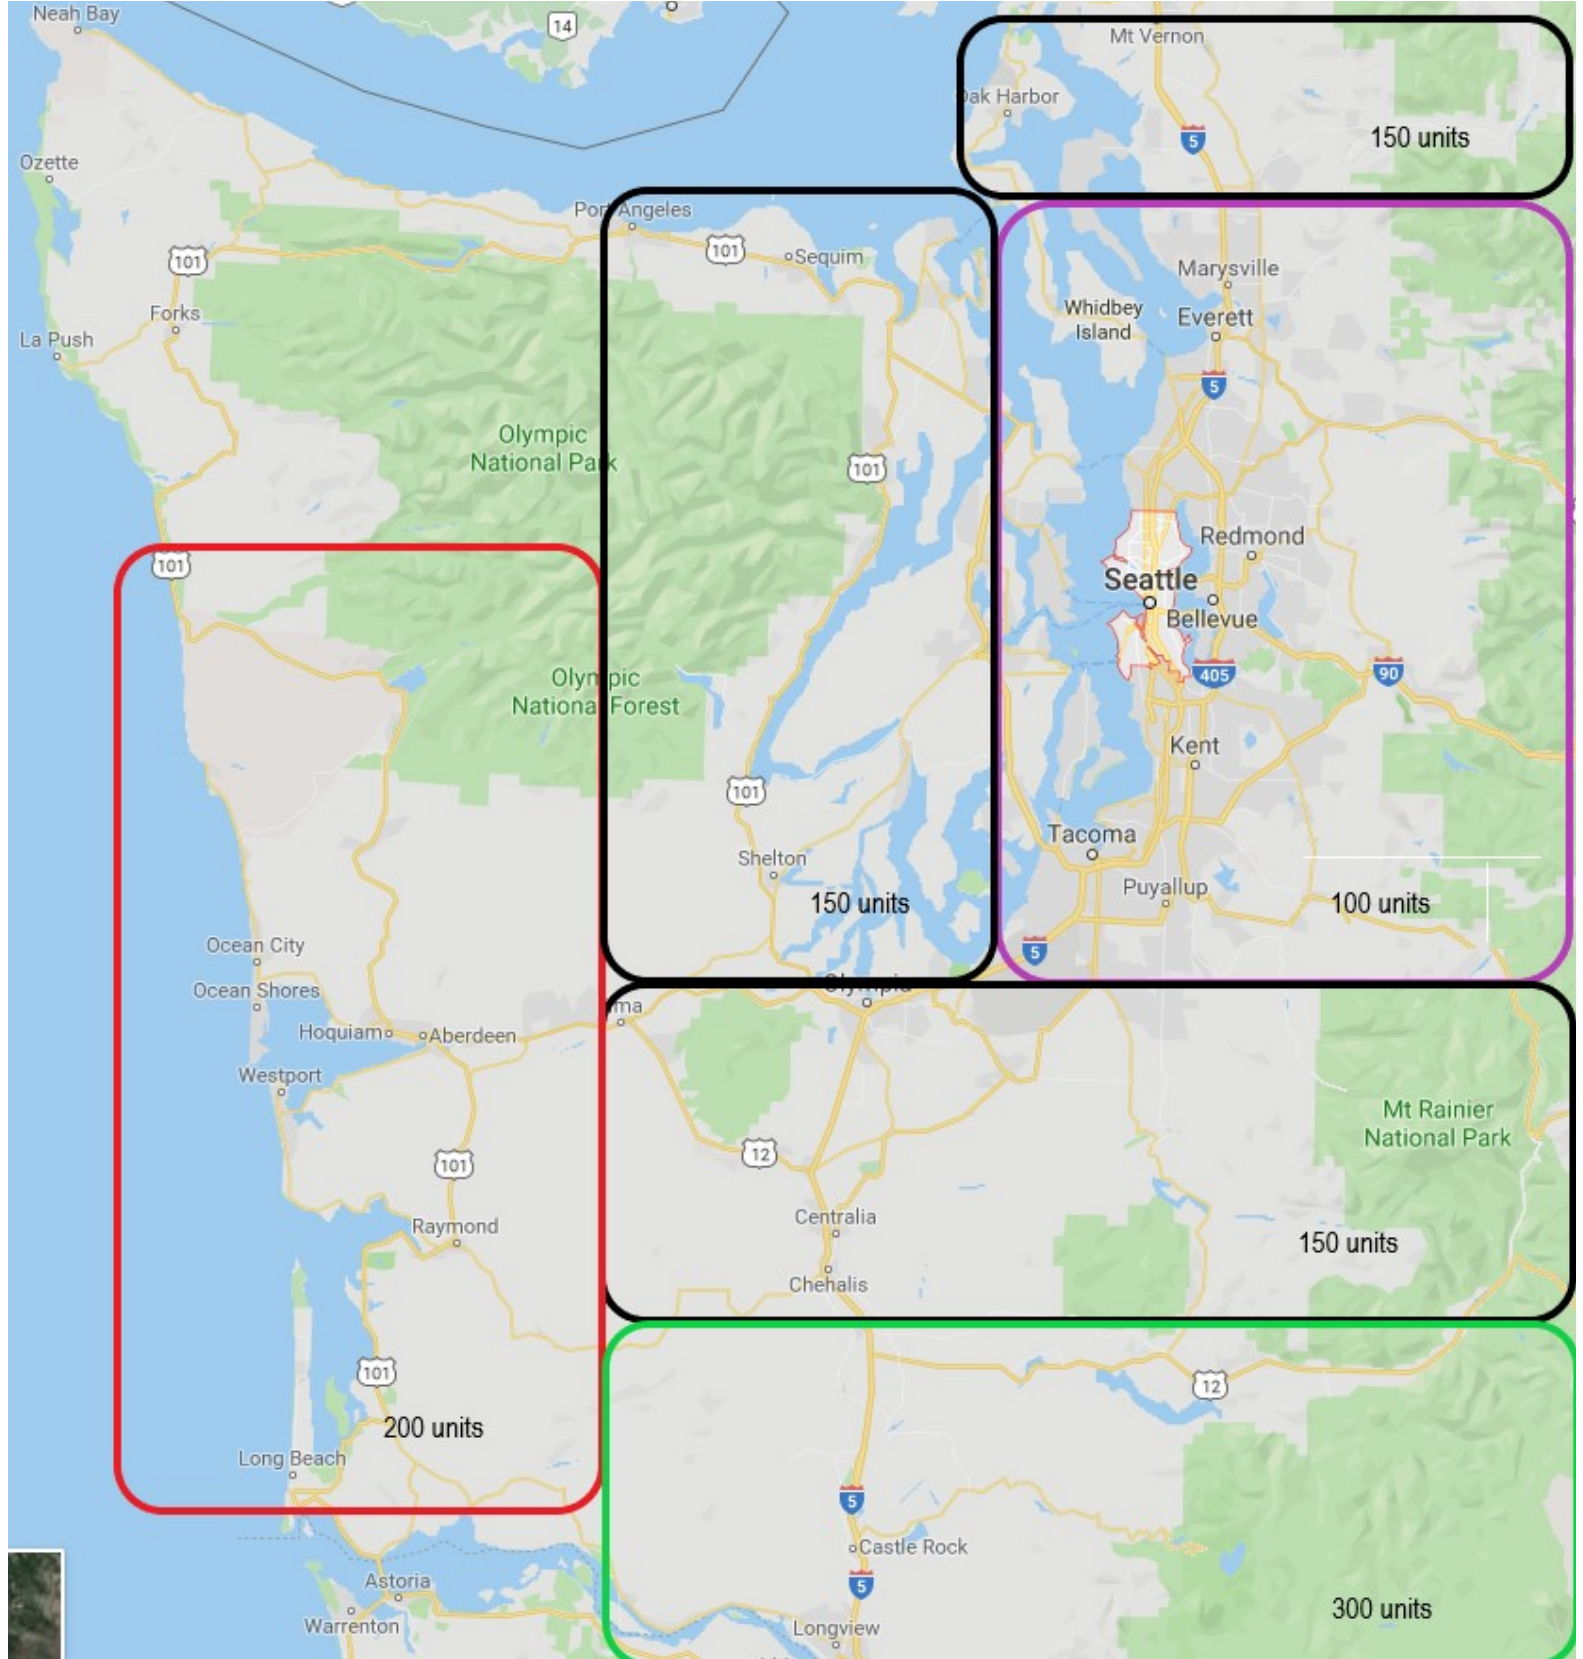 Neah Bay
14
Mt Vernon
Oak Harbor
5
150 units
Ozette
Port Angeles
101
Sequim
101
Marysville
Forks
Whidbey
Island
Everett
La Push
5
Olympic
National Park
101
Redmond
101
Seattle
Bellevue
Olympic
National Forest
405
90
Kent
101
Tacoma
Shelton
Puyallup
150 units
100 units
Ocean City
5
Olympia
Ocean Shores
ma
Hoquiam
Aberdeen
Westport
Mt Rainier
National Park
12
101
Centralia
Raymond
150 units
Chehalis
101
12
200 units
Long Beach
5
Castle Rock
Astoria
5
300 units
Warrenton
Longview